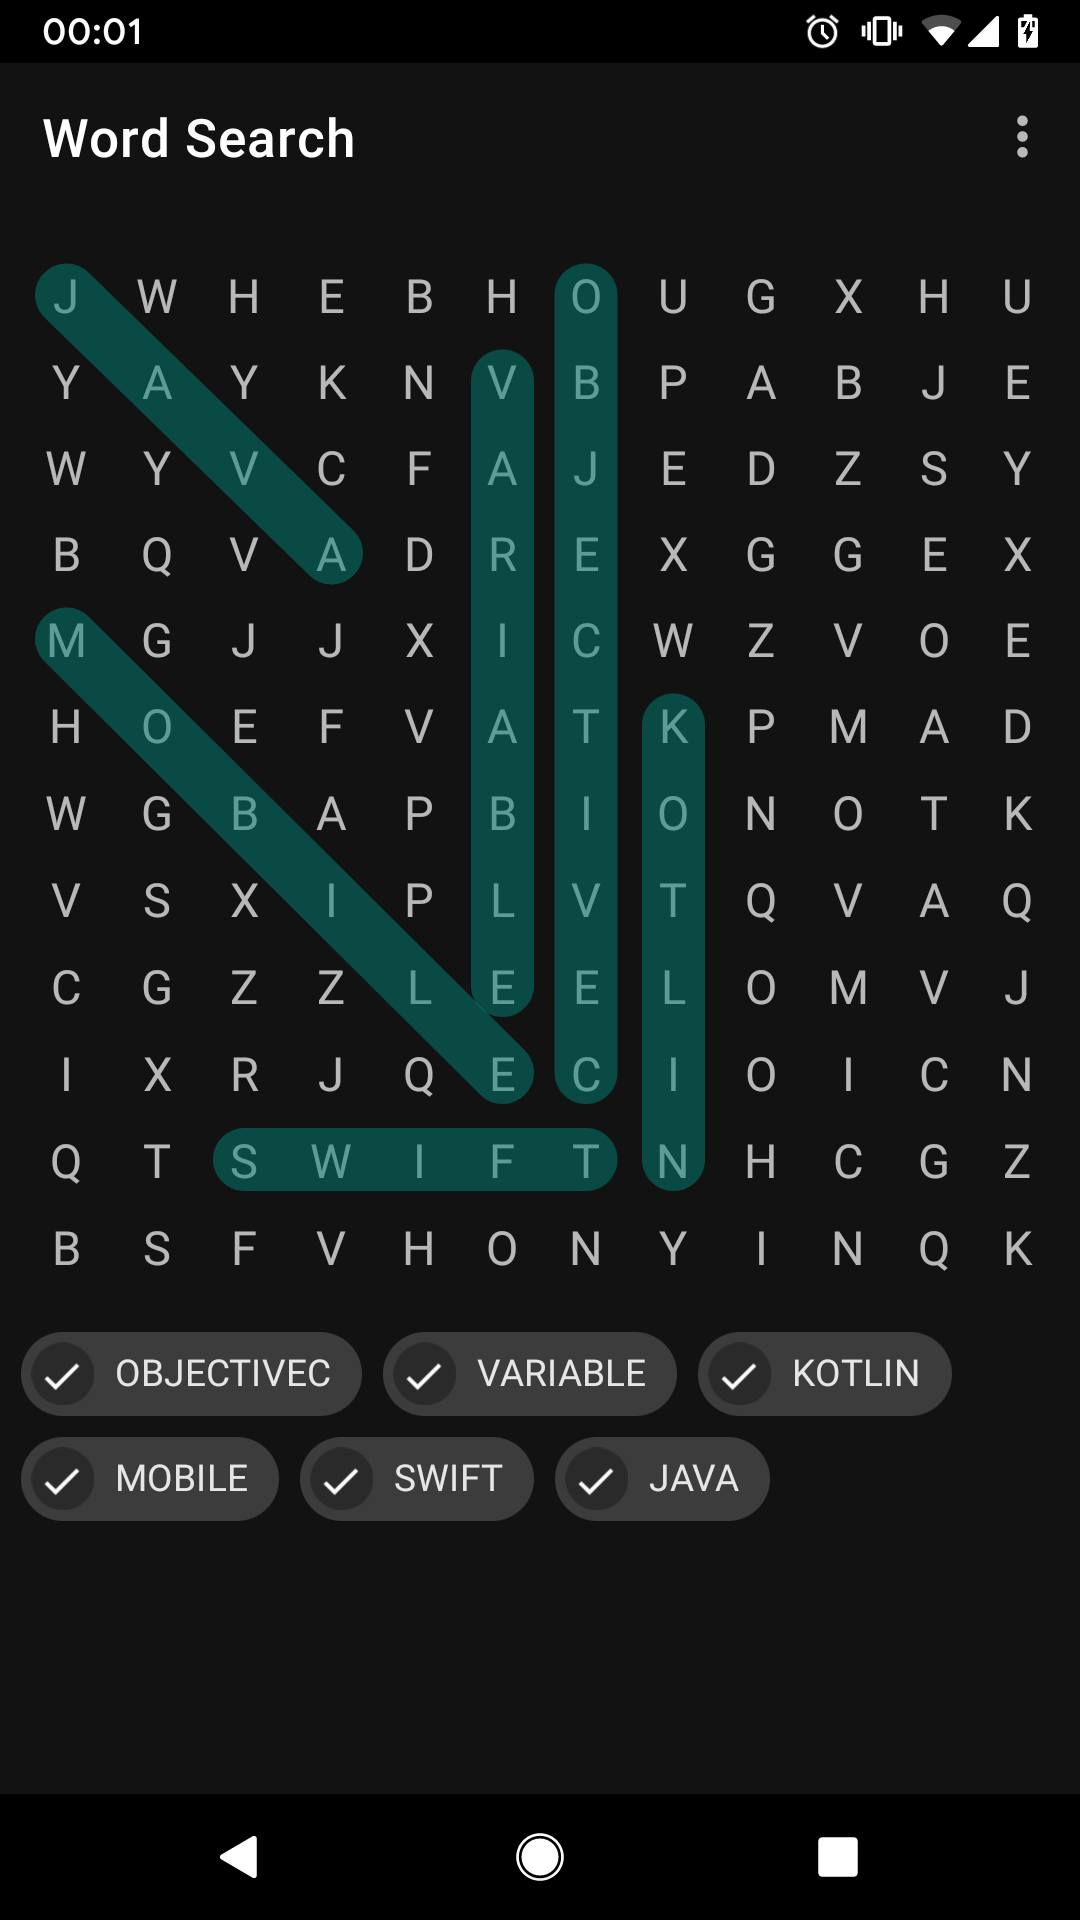 00:01
Word Search
J W H E B H O U G X H U
Y A Y K N V B P A B J E
W Y V C F A J E D Z S Y
B Q V A D R E X G G E X
M G J J X I C W Z V O E
H O E F V A T K P M A D
W G B A P B I O N O T K
V S X I P L V T Q V A Q
C G Z Z L E E L O M V J
I X R J Q E C I O I C N
Q T S W I F T N H C G Z
B S F V H O N Y I N Q K
OBJECTIVEC VARIABLE KOTLIN
MOBILE SWIFT JAVA